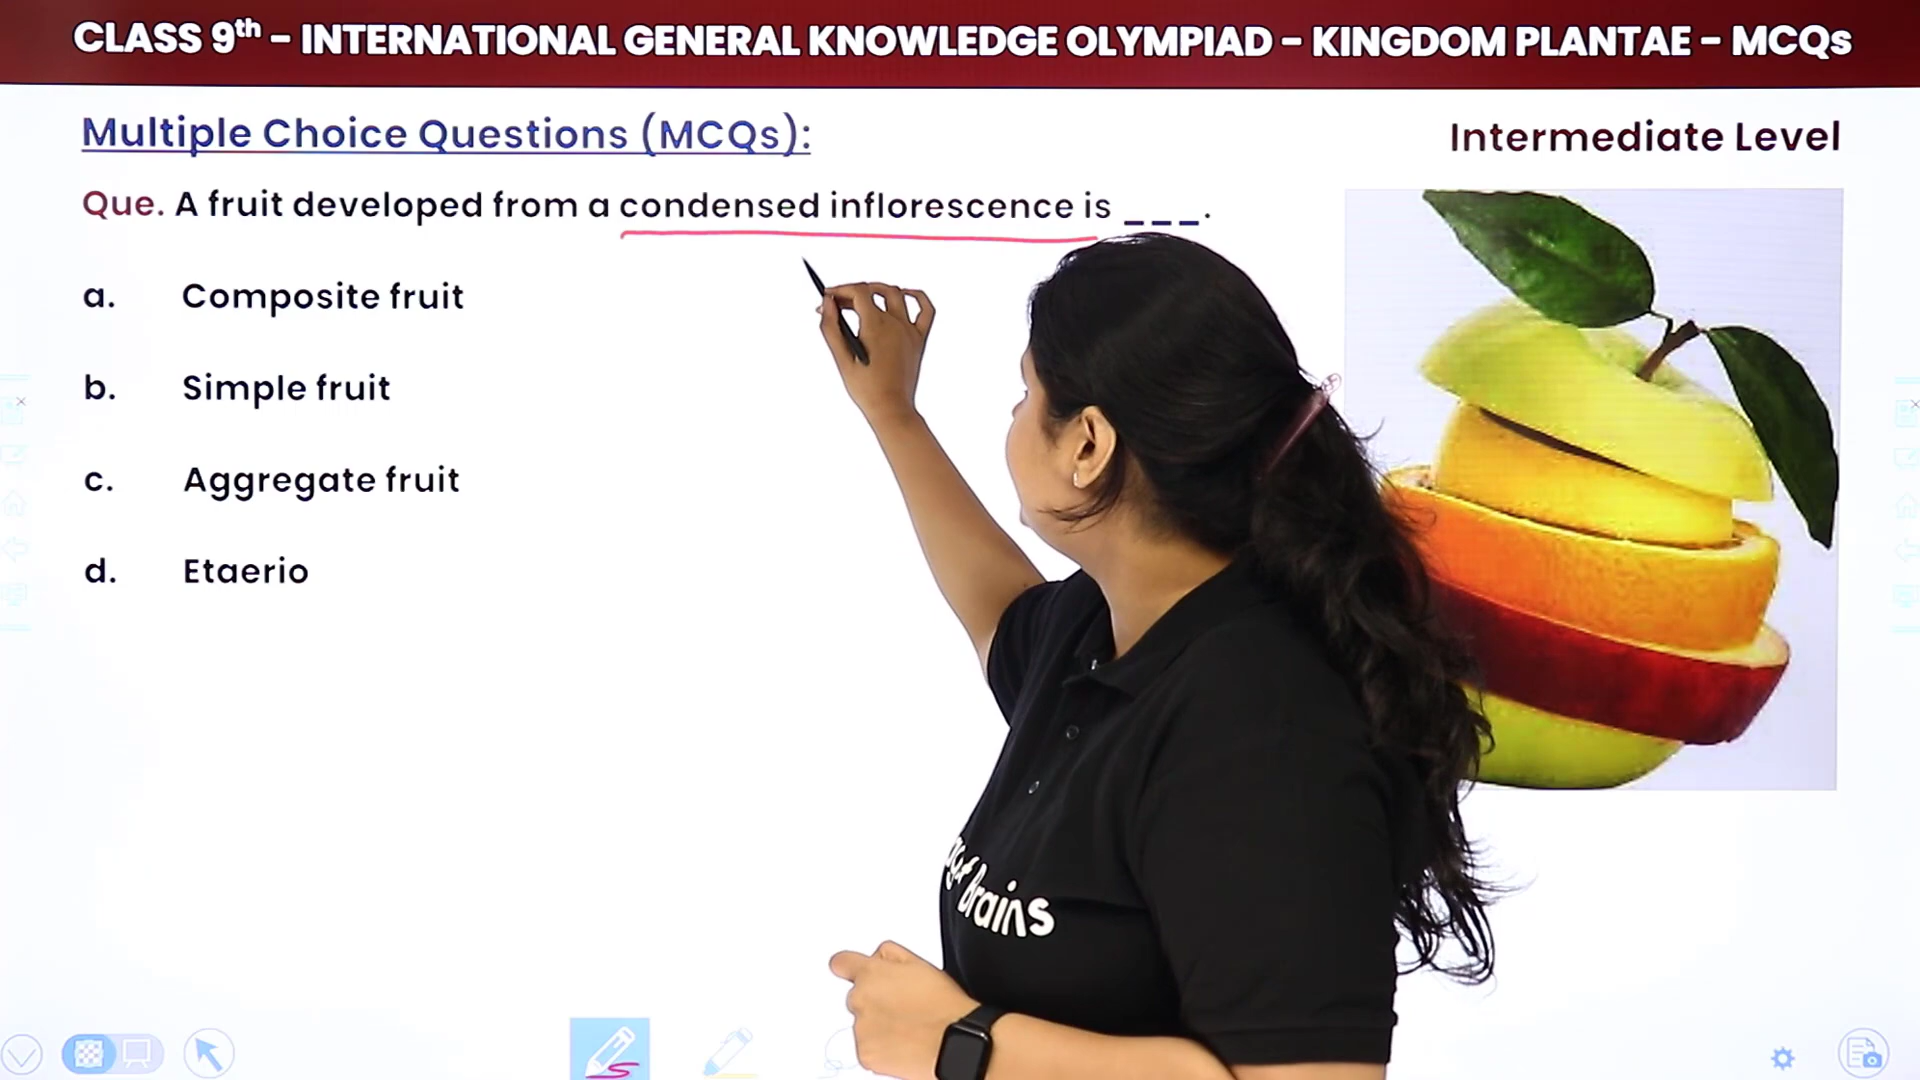 CLASS 9th – INTERNATIONAL GENERAL KNOWLEDGE OLYMPIAD – KINGDOM PLANTAE – MCQs
Multiple Choice Questions (MCQs):
Intermediate Level
Que. A fruit developed from a condensed inflorescence is _ _ _.
a. Composite fruit
b. Simple fruit
c. Aggregate fruit
d. Etaerio
Brains